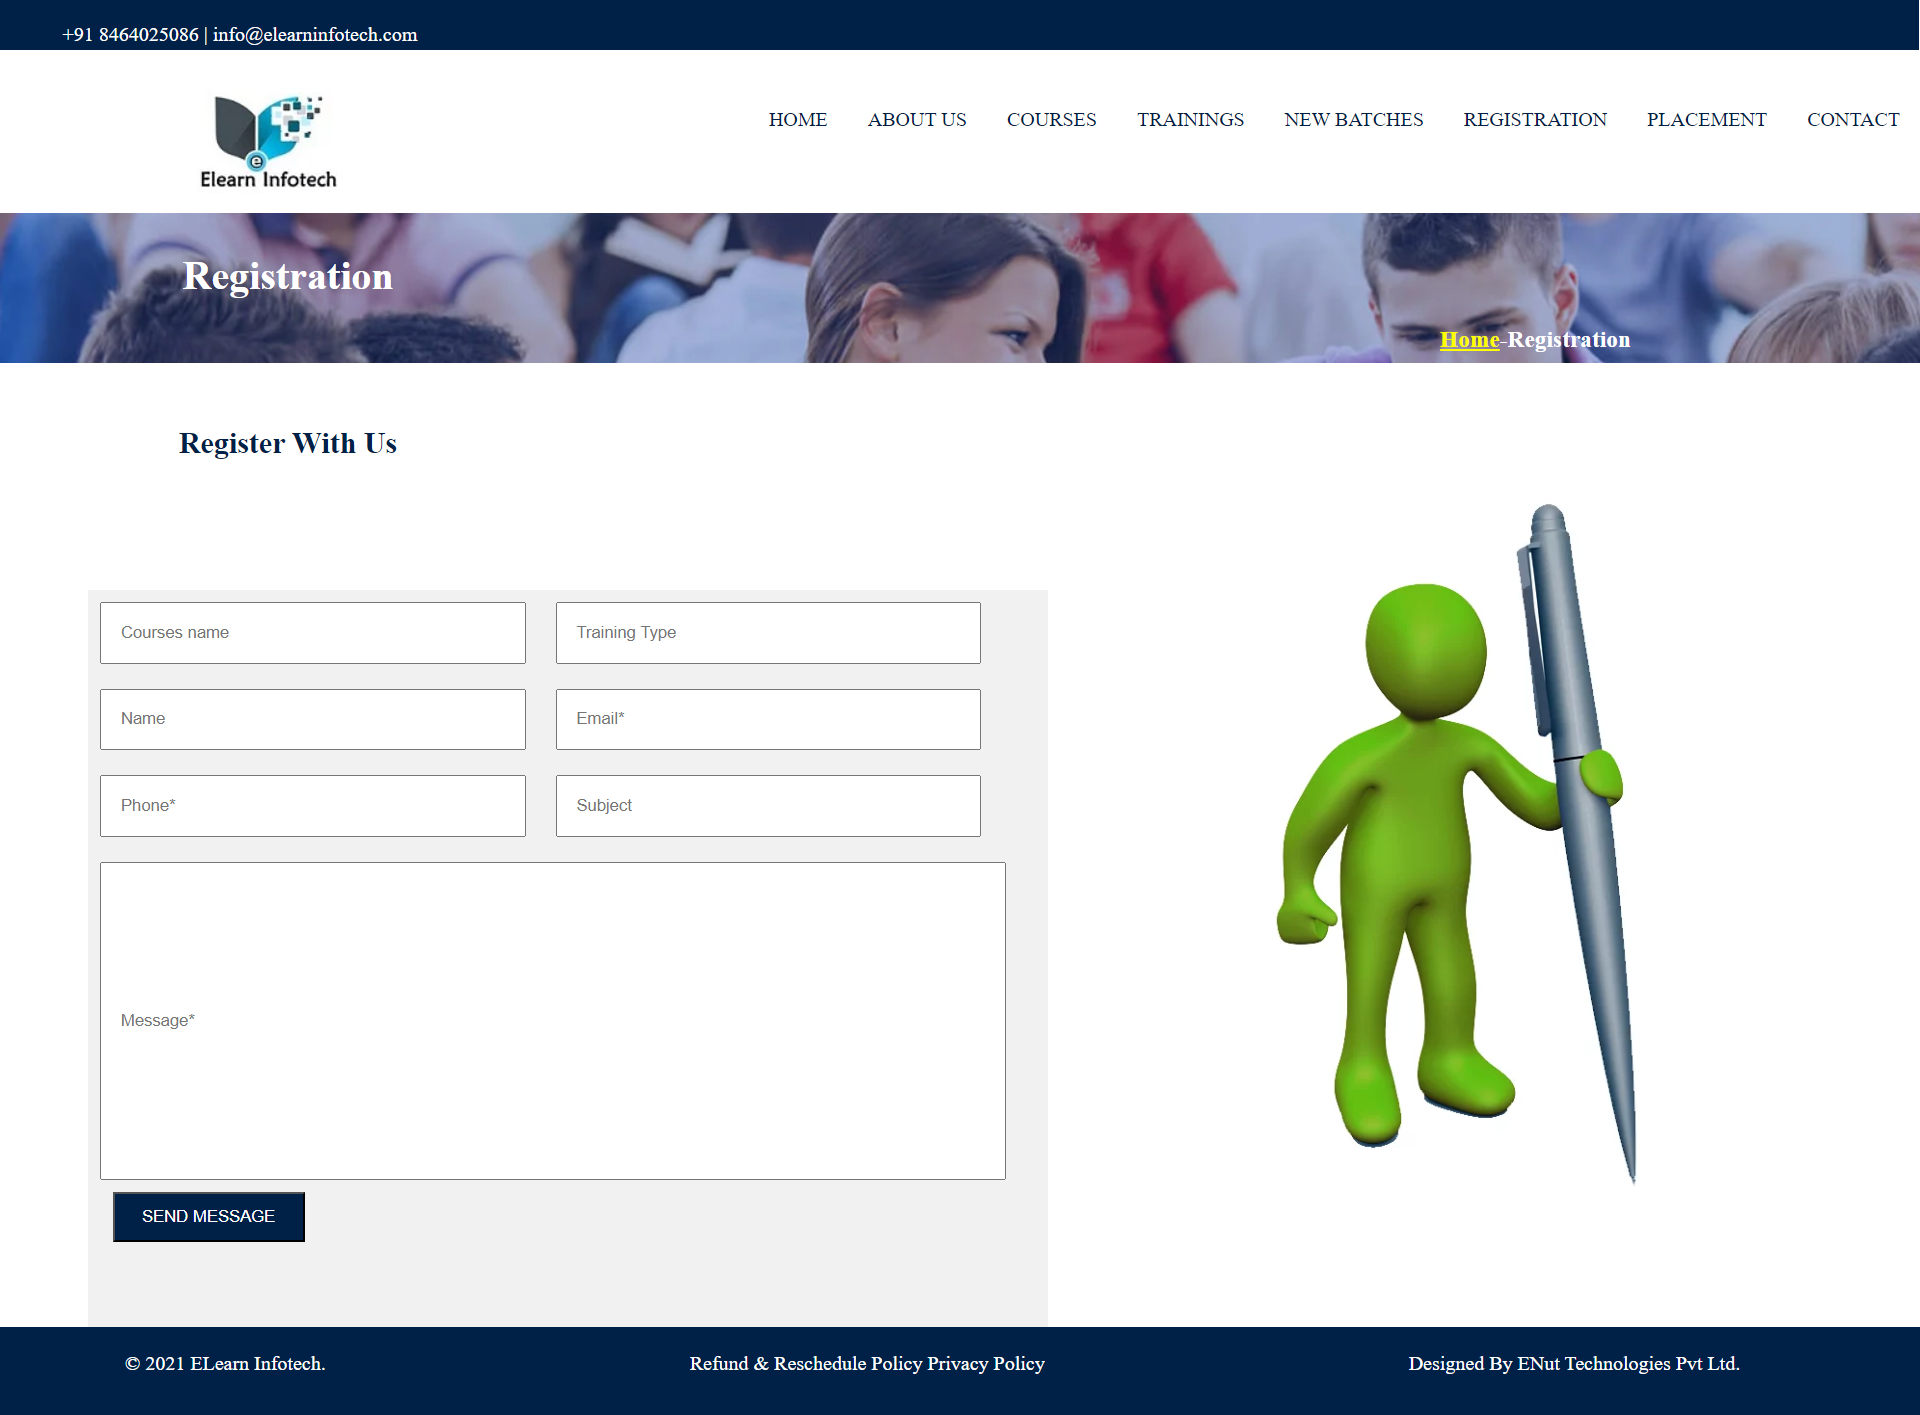 +91 8464025086 | info@elearninfotech.com
e
Elearn Infotech
HOME ABOUT US COURSES TRAININGS NEW BATCHES REGISTRATION PLACEMENT CONTACT
Registration
Home-Registration
Register With Us
Courses name Training Type
Name Email*
Phone* Subject
Message*
SEND MESSAGE
© 2021 ELearn Infotech. Refund & Reschedule Policy Privacy Policy Designed By ENut Technologies Pvt Ltd.